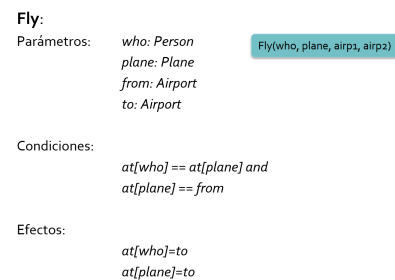 Fly:
Parámetros: who: Person
Fly(who, plane, airp1, airp2)
plane: Plane
from: Airport
to: Airport
Condiciones:
at[who] == at[plane] and
at[plane] == from
Efectos:
at[who]=to
at[plane]=to